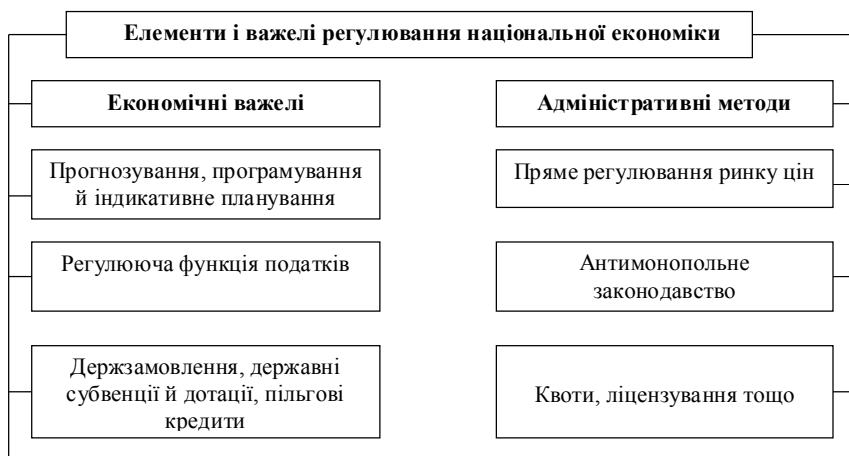 Елементи і важелі регулювання національної економіки
Економічні важелі
Адміністративні методи
Прогнозування, програмування
й індикативне планування
Пряме регулювання ринку цін
Регулююча функція податків
Антимонопольне
законодавство
Держзамовлення, державні
субвенції й дотації, пільгові
кредити
Квоти, ліцензування тощо